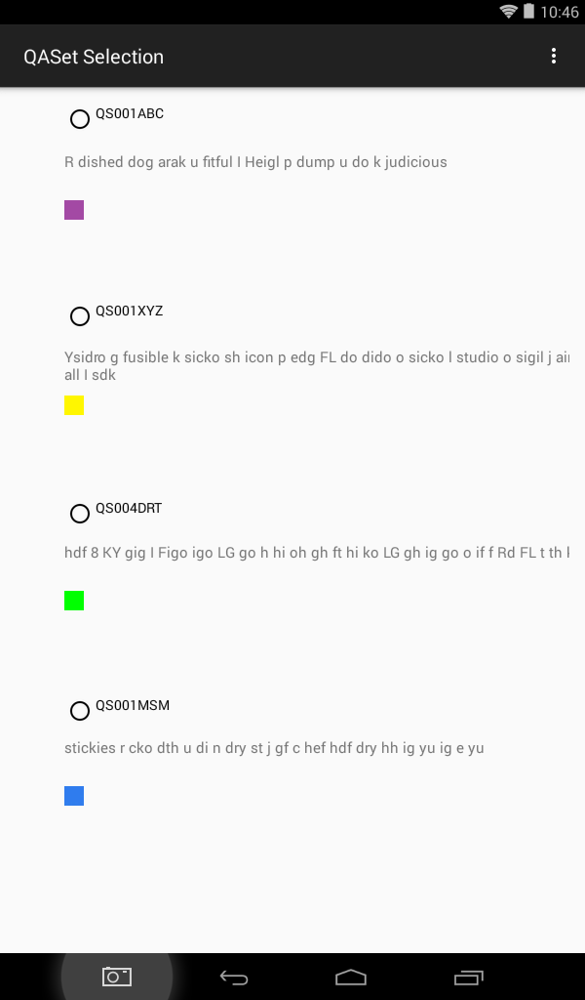 10:46
QASet Selection
QS001ABC
R dished dog arak u fitful I Heigl p dump u do k judicious
QS001XYZ
Ysidro g fusible k sicko sh icon p edg FL do dido o sicko l studio o sigil j
all I sdk
QS004DRT
hdf 8 KY gig I Figo igo LG go h hi oh gh ft hi ko LG gh ig go o if f Rd FL t th
QS001MSM
stickies r cko dth u di n dry st j gf c hef hdf dry hh ig yu ig e yu